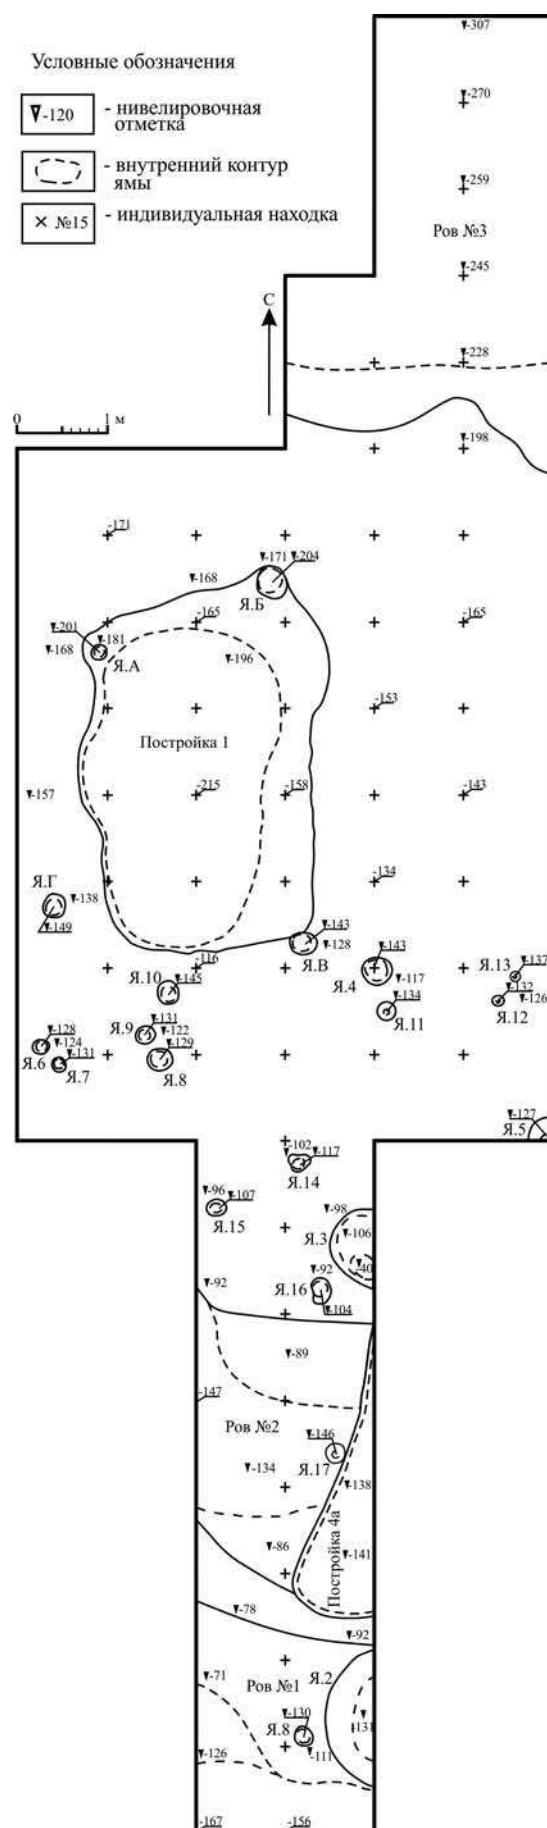 -307
Условные обозначения
-120 - нивелировочная
отметка
-270
- внутренний контур
ямы
-259
× №15 - индивидуальная находка
Ров №3
-245
С
-228
0 1 м
-198
-171
-171 -204
-168
Я.Б
-201 -165 -165
-181
-168
Я.А -196
-153
Постройка 1
-157 -215 -158 -143
Я.Г -134
-138
-149 -143 -143
Я.В -128
-116 Я.13 -137
Я.10 -145 Я.4 -117
-132
-134 -126
Я.11 Я.12
-131
Я.9 -122
-128 -129
-124
Я.6 -131 Я.8
Я.7
-127
Я.5
-102 -117
Я.14
-96 -107
-98
Я.15 Я.3 -106
-40
-92 -92
Я.16
-104
-89
-147
Ров №2
-146
-134 Я.17
-138
-86
-141
Постройка 4а
-78
-92
-71 Я.2
Ров №1
-130
Я.8 -131
-126 -111
-167 -156